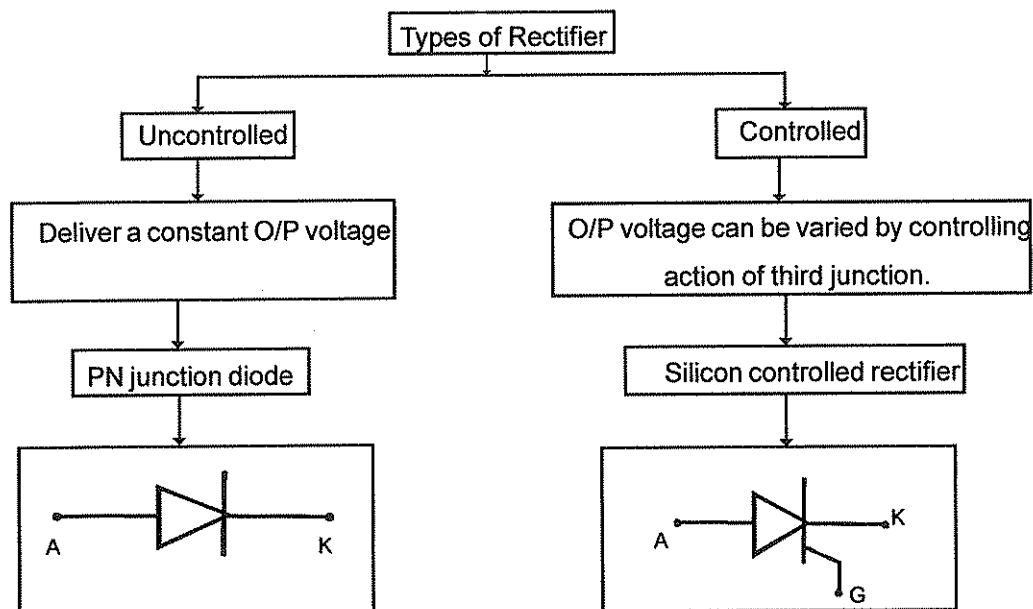 Types of Rectifier
Uncontrolled
Controlled
Deliver a constant O/P voltage
O/P voltage can be varied by controlling
action of third junction.
PN junction diode
Silicon controlled rectifier
A
K
A
K
G